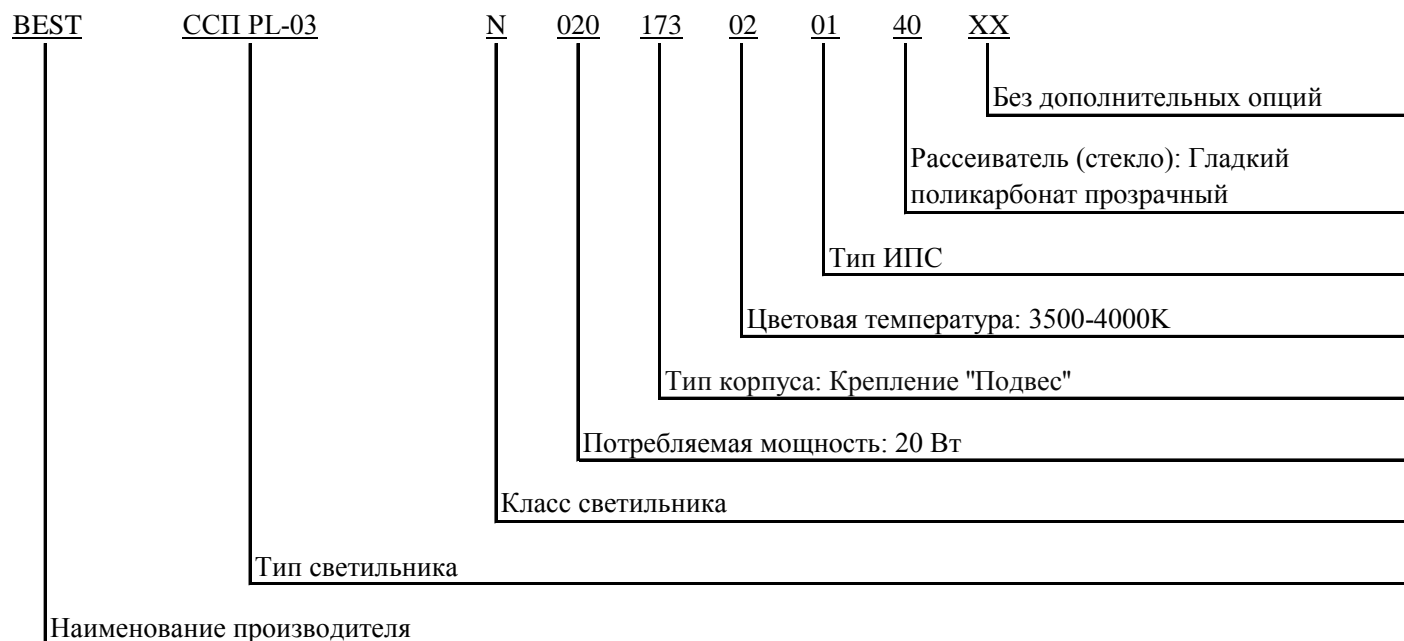 BEST ССП PL-03 N 020 173 02 01 40 XX
Без дополнительных опций
Рассеиватель (стекло): Гладкий
поликарбонат прозрачный
Тип ИПС
Цветовая температура: 3500-4000К
Тип корпуса: Крепление "Подвес"
Потребляемая мощность: 20 Вт
Класс светильника
Тип светильника
Наименование производителя